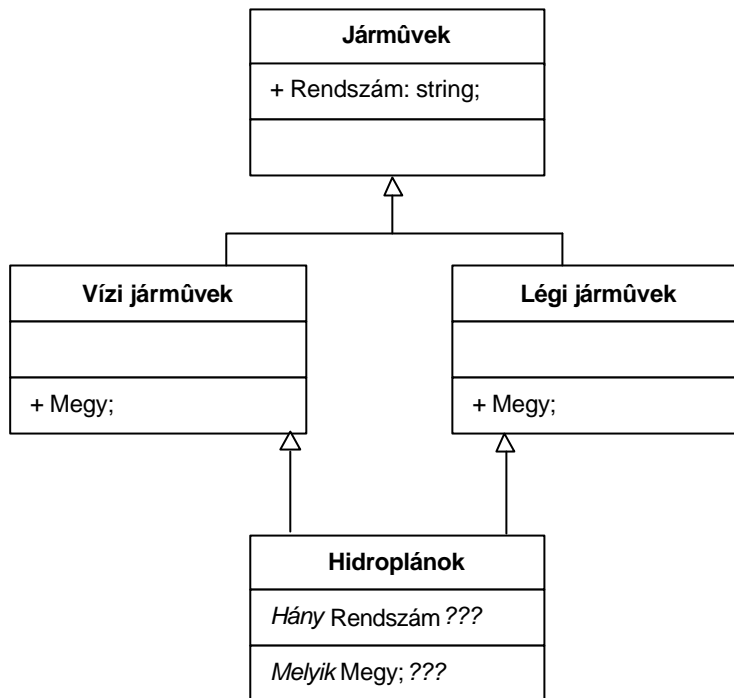 Jármûvek
+ Rendszám: string;
Vízi jármûvek
Légi jármûvek
+ Megy;
+ Megy;
Hidroplánok
Hány Rendszám ???
Melyik Megy; ???